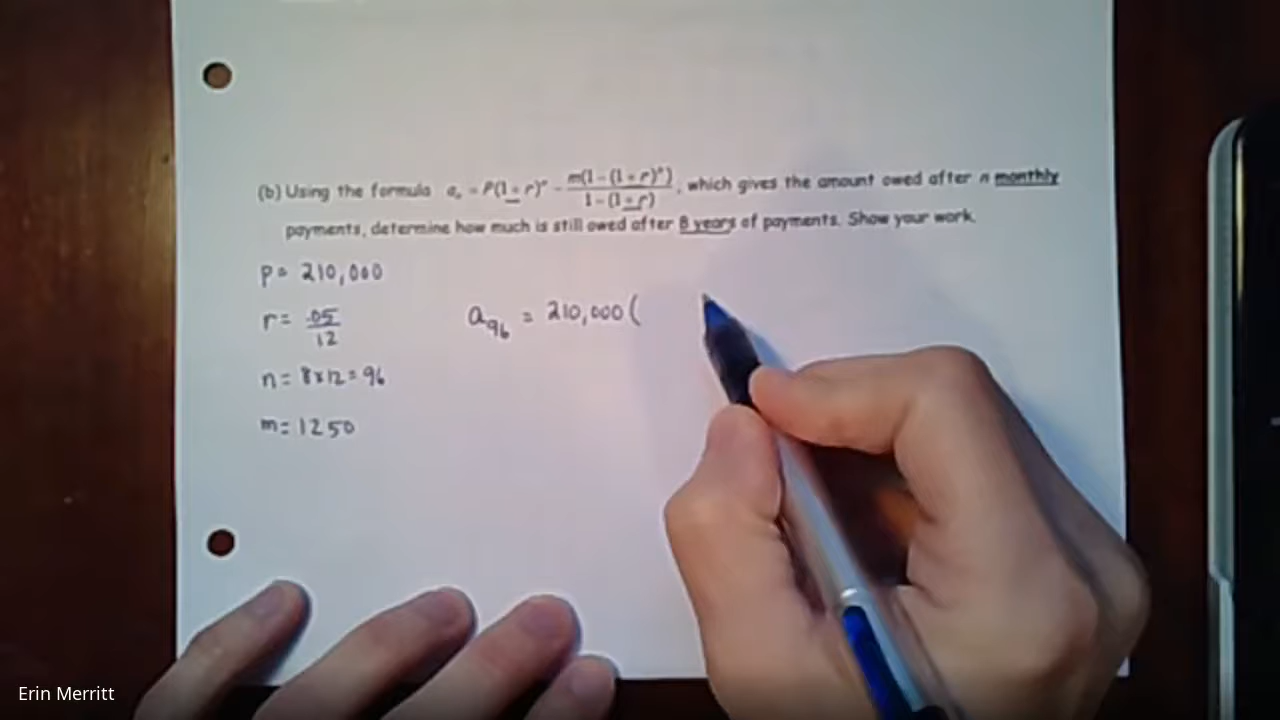 (b) Using the formula aₙ = P(1+r)ⁿ - m(1-(1+r)ⁿ) / 1-(1+r), which gives the amount owed after n monthly
payments, determine how much is still owed after 8 years of payments. Show your work.
P = 210,000
r = .05/12
a₉₆ = 210,000(
n = 8x12 = 96
m = 1250
Erin Merritt